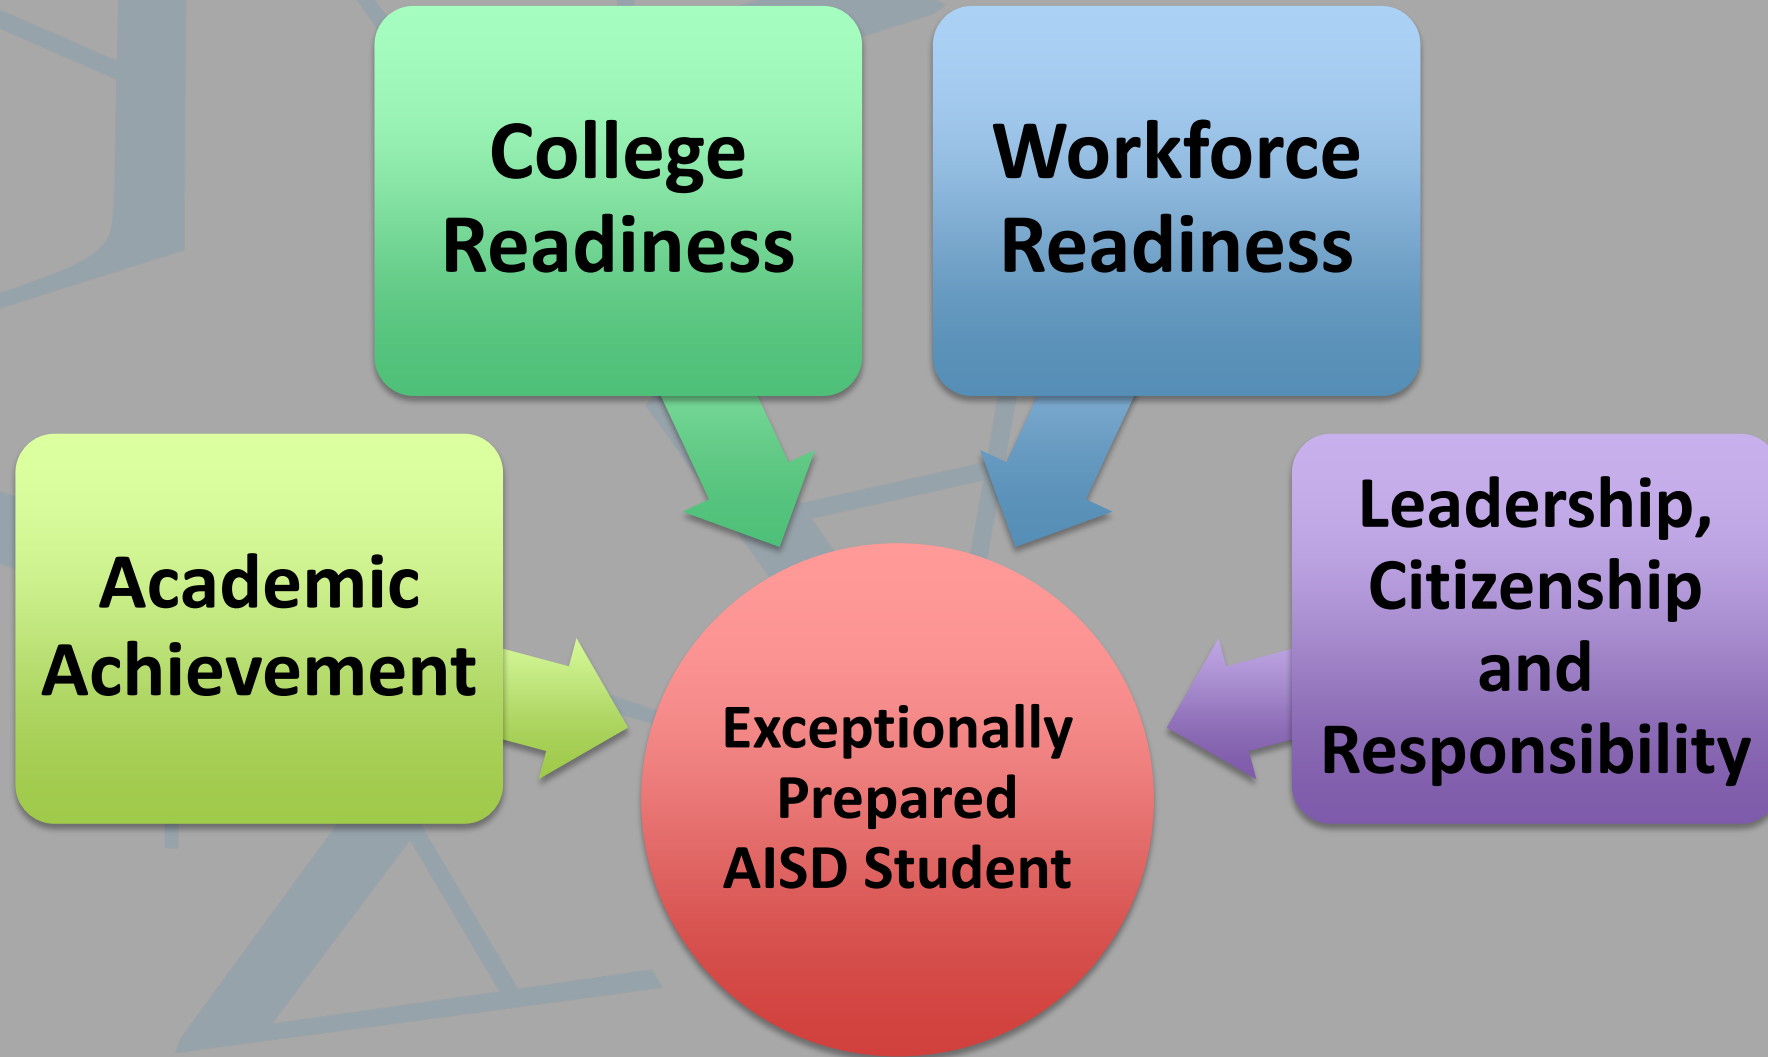 College
Readiness
Workforce
Readiness
Academic
Achievement
Leadership,
Citizenship
and
Responsibility
Exceptionally
Prepared
AISD Student